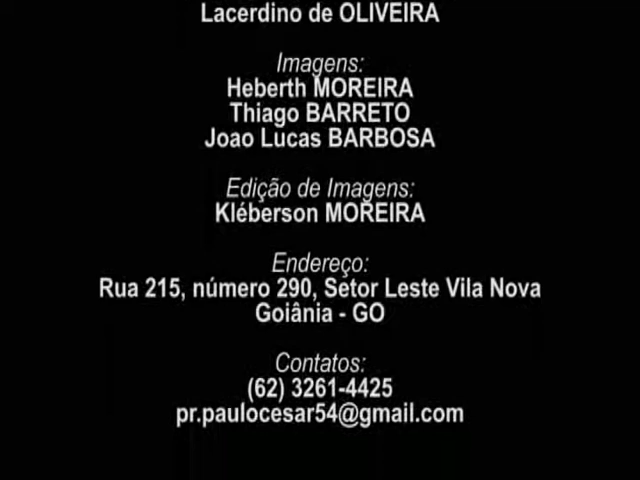 Lacerdino de OLIVEIRA
Imagens:
Heberth MOREIRA
Thiago BARRETO
Joao Lucas BARBOSA
Edição de Imagens:
Kléberson MOREIRA
Endereço:
Rua 215, número 290, Setor Leste Vila Nova
Goiânia - GO
Contatos:
(62) 3261-4425
pr.paulocesar54@gmail.com